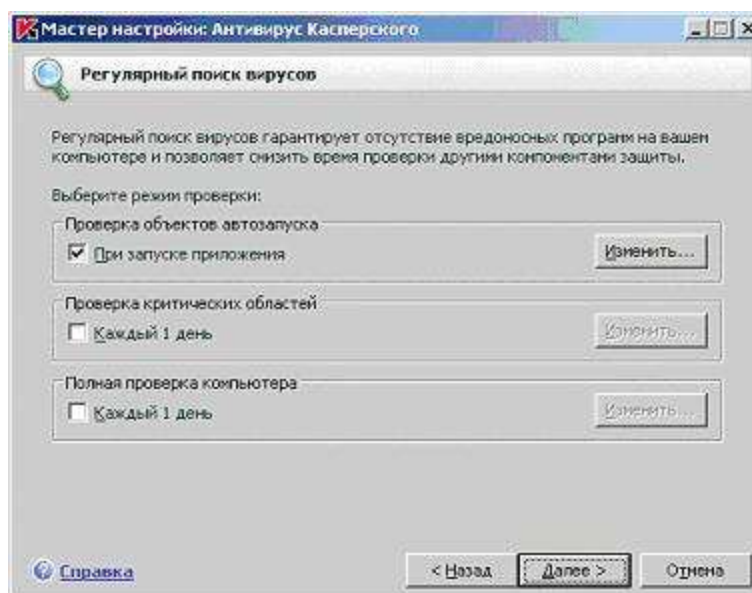 Мастер настройки: Антивирус Касперского
Регулярный поиск вирусов
Регулярный поиск вирусов гарантирует отсутствие вредоносных программ на вашем
компьютере и позволяет снизить время проверки другими компонентами защиты.
Выберите режим проверки:
Проверка объектов автозапуска
При запуске приложения
Изменить...
Проверка критических областей
Каждый 1 день
Изменить...
Полная проверка компьютера
Каждый 1 день
Изменить...
Справка
< Назад
Далее >
Отмена